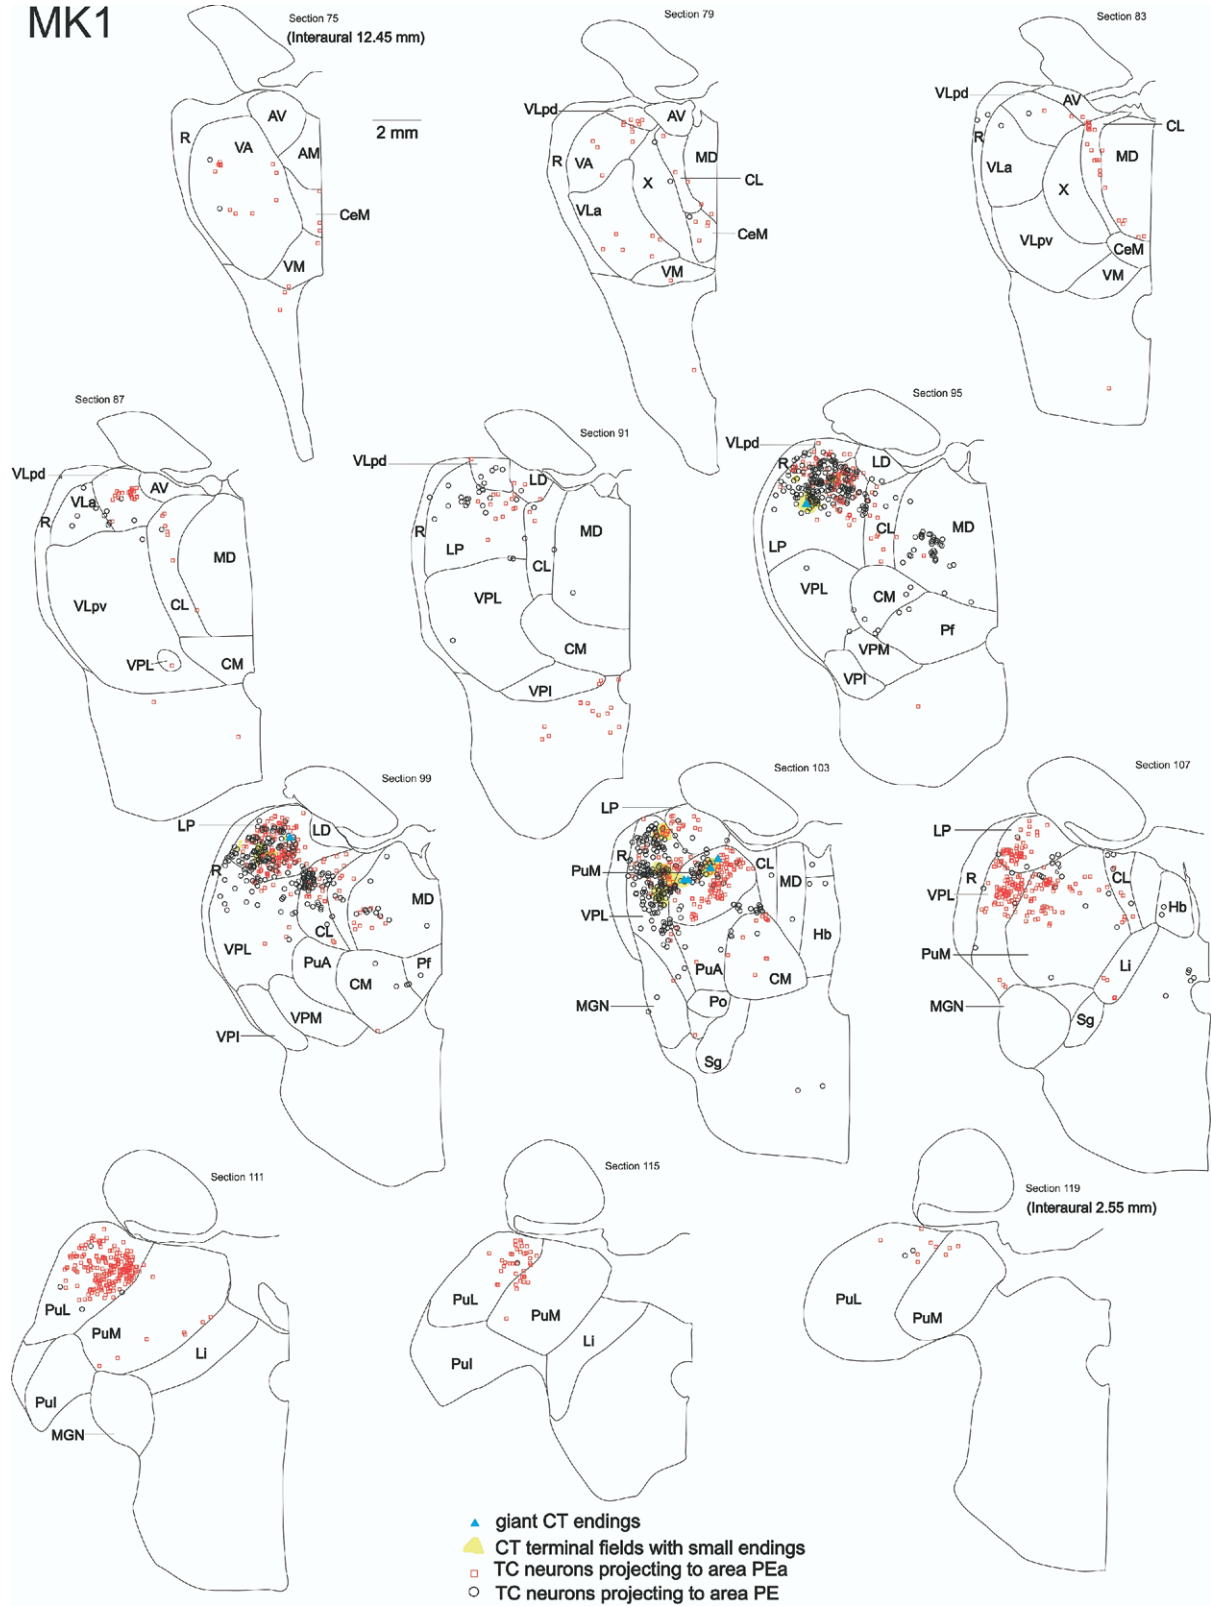 MK1
Section 75
(Interaural 12.45 mm)
2 mm
R
VA
AV
AM
CeM
VM
Section 79
VLpd
AV
R
VA
MD
X
CL
VLa
CeM
VM
Section 83
VLpd
AV
CL
R
VLa
MD
X
VLpv
CeM
VM
Section 87
VLpd
VLa
AV
R
MD
VLpv
CL
VPL
CM
Section 91
VLpd
LD
R
MD
LP
CL
VPL
CM
VPI
Section 95
VLpd
R
LD
CL
MD
LP
VPL
CM
Pf
VPM
VPI
Section 99
LP
LD
R
MD
CL
VPL
PuA
Pf
CM
VPM
VPI
Section 103
LP
R
CL
PuM
MD
VPL
Hb
PuA
CM
MGN
Po
Sg
Section 107
LP
R
CL
VPL
Hb
PuM
Li
MGN
Sg
Section 111
PuL
PuM
Li
PuI
MGN
Section 115
PuL
PuM
Li
PuI
Section 119
(Interaural 2.55 mm)
PuL
PuM
giant CT endings
CT terminal fields with small endings
TC neurons projecting to area PEa
TC neurons projecting to area PE